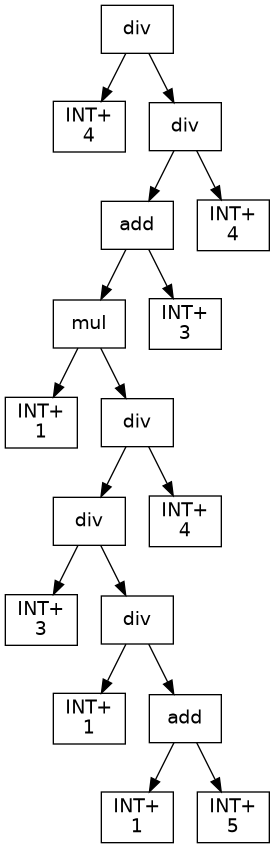 div
INT+
4
div
add
INT+
4
mul
INT+
3
INT+
1
div
div
INT+
4
INT+
3
div
INT+
1
add
INT+
1
INT+
5